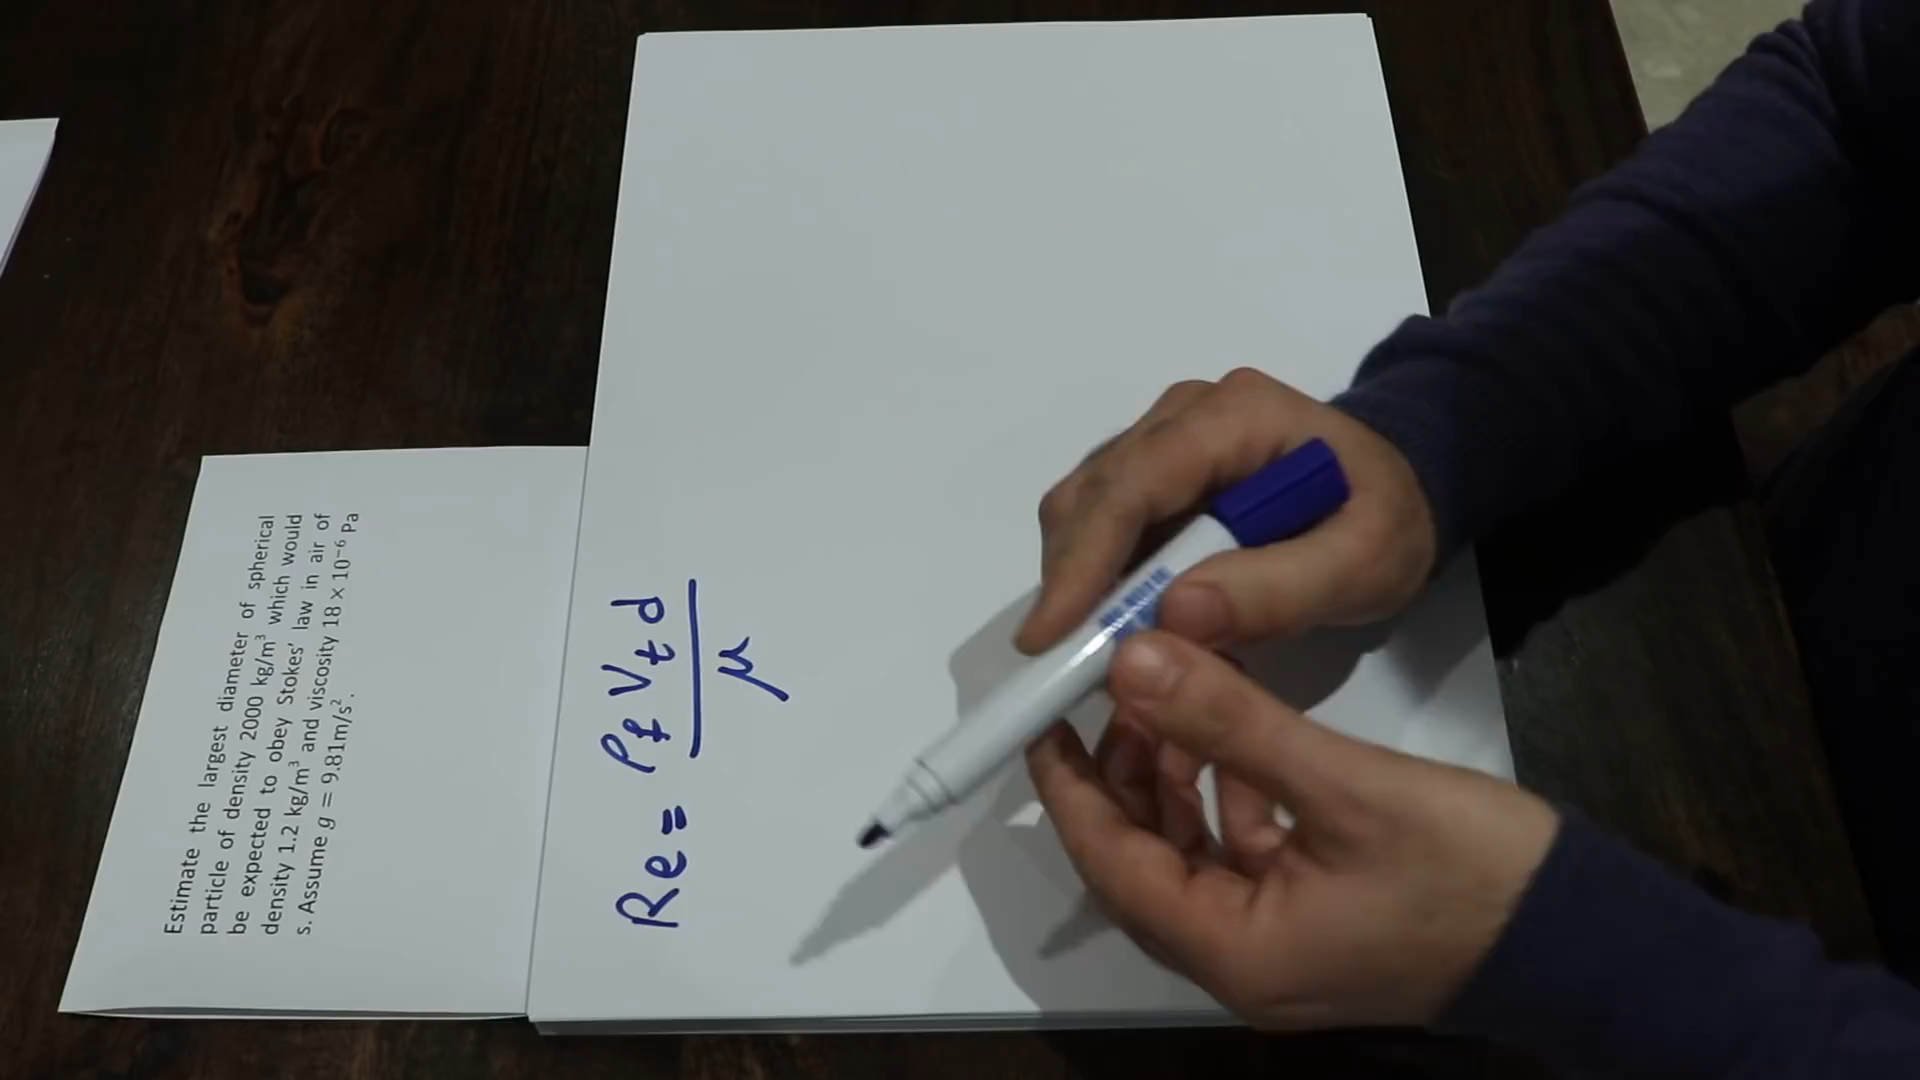 Estimate the largest diameter of spherical
particle of density 2000 kg/m³ which would
be expected to obey Stokes' law in air of
density 1.2 kg/m³ and viscosity 18 × 10⁻⁶ Pa
s. Assume g = 9.81m/s².
Re = ρf Vt d
μ